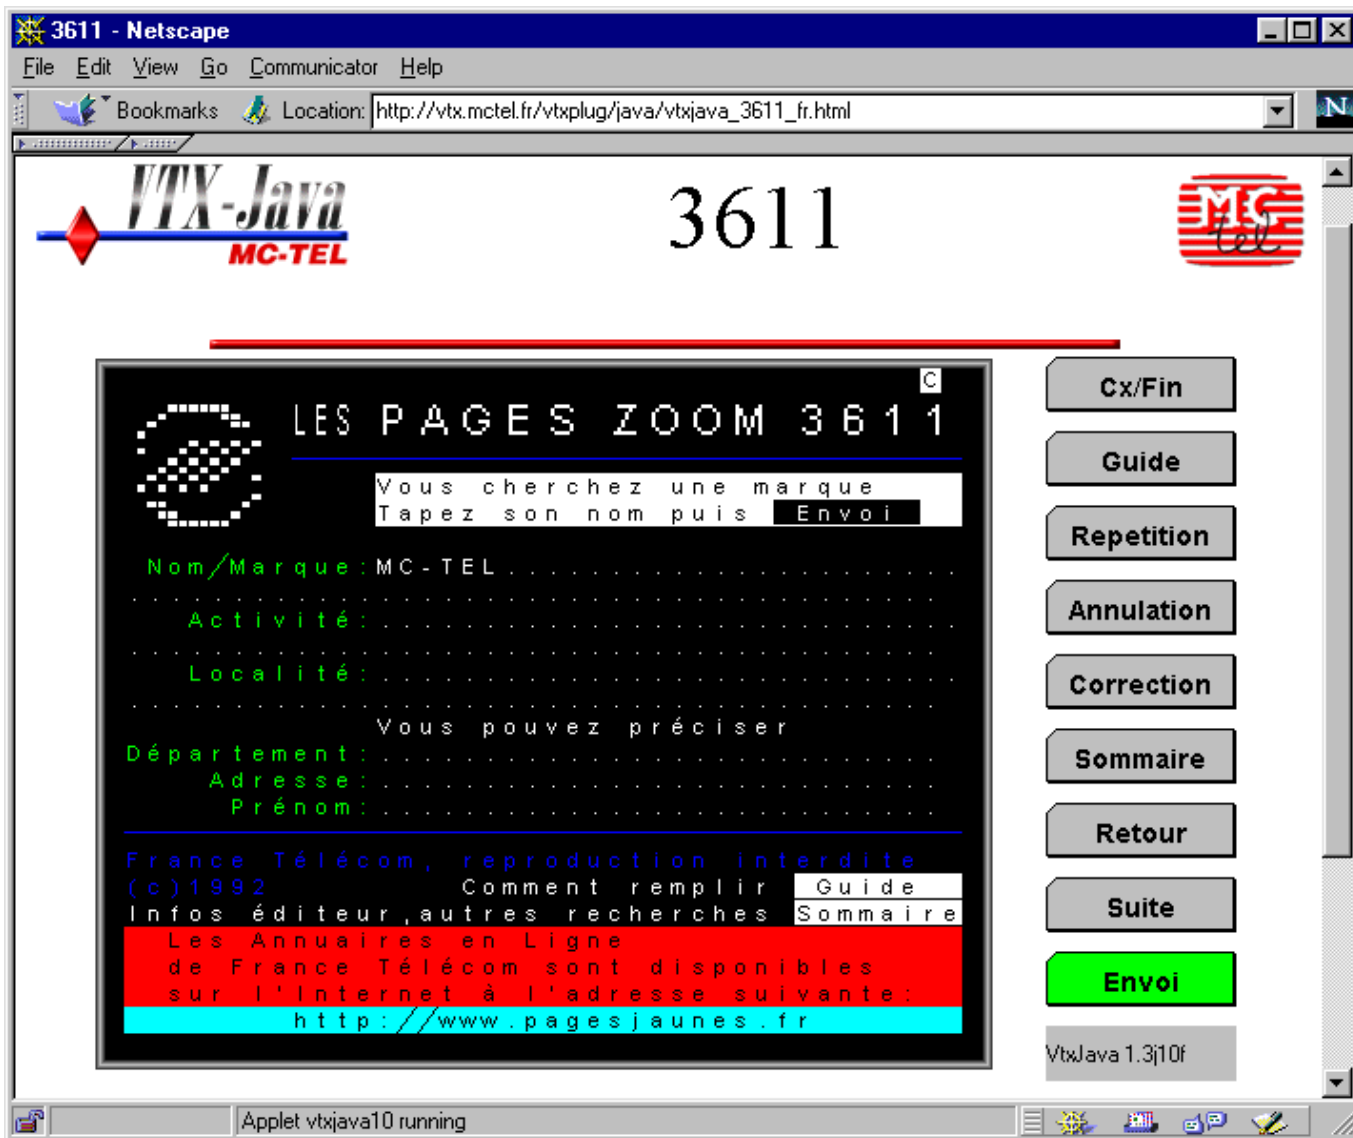 3611 - Netscape
File Edit View Go Communicator Help
Bookmarks Location: http://vtx.mctel.fr/vtxplug/java/vtxjava_3611_fr.html N
VTX-Java
MC-TEL
3611
MC
tel
C
LES PAGES ZOOM 3611
Vous cherchez une marque
Tapez son nom puis Envoi
Nom/Marque:MC-TEL......................
.......................................
Activité:............................
.......................................
Localité:............................
.......................................
Vous pouvez préciser
Département:...........................
Adresse:...........................
Prénom:...........................
France Télécom, reproduction interdite
(c)1992 Comment remplir Guide
Infos éditeur,autres recherches Sommaire
Les Annuaires en Ligne
de France Télécom sont disponibles
sur l'Internet à l'adresse suivante:
http://www.pagesjaunes.fr
Cx/Fin
Guide
Repetition
Annulation
Correction
Sommaire
Retour
Suite
Envoi
VtxJava 1.3j10f
Applet vtxjava10 running